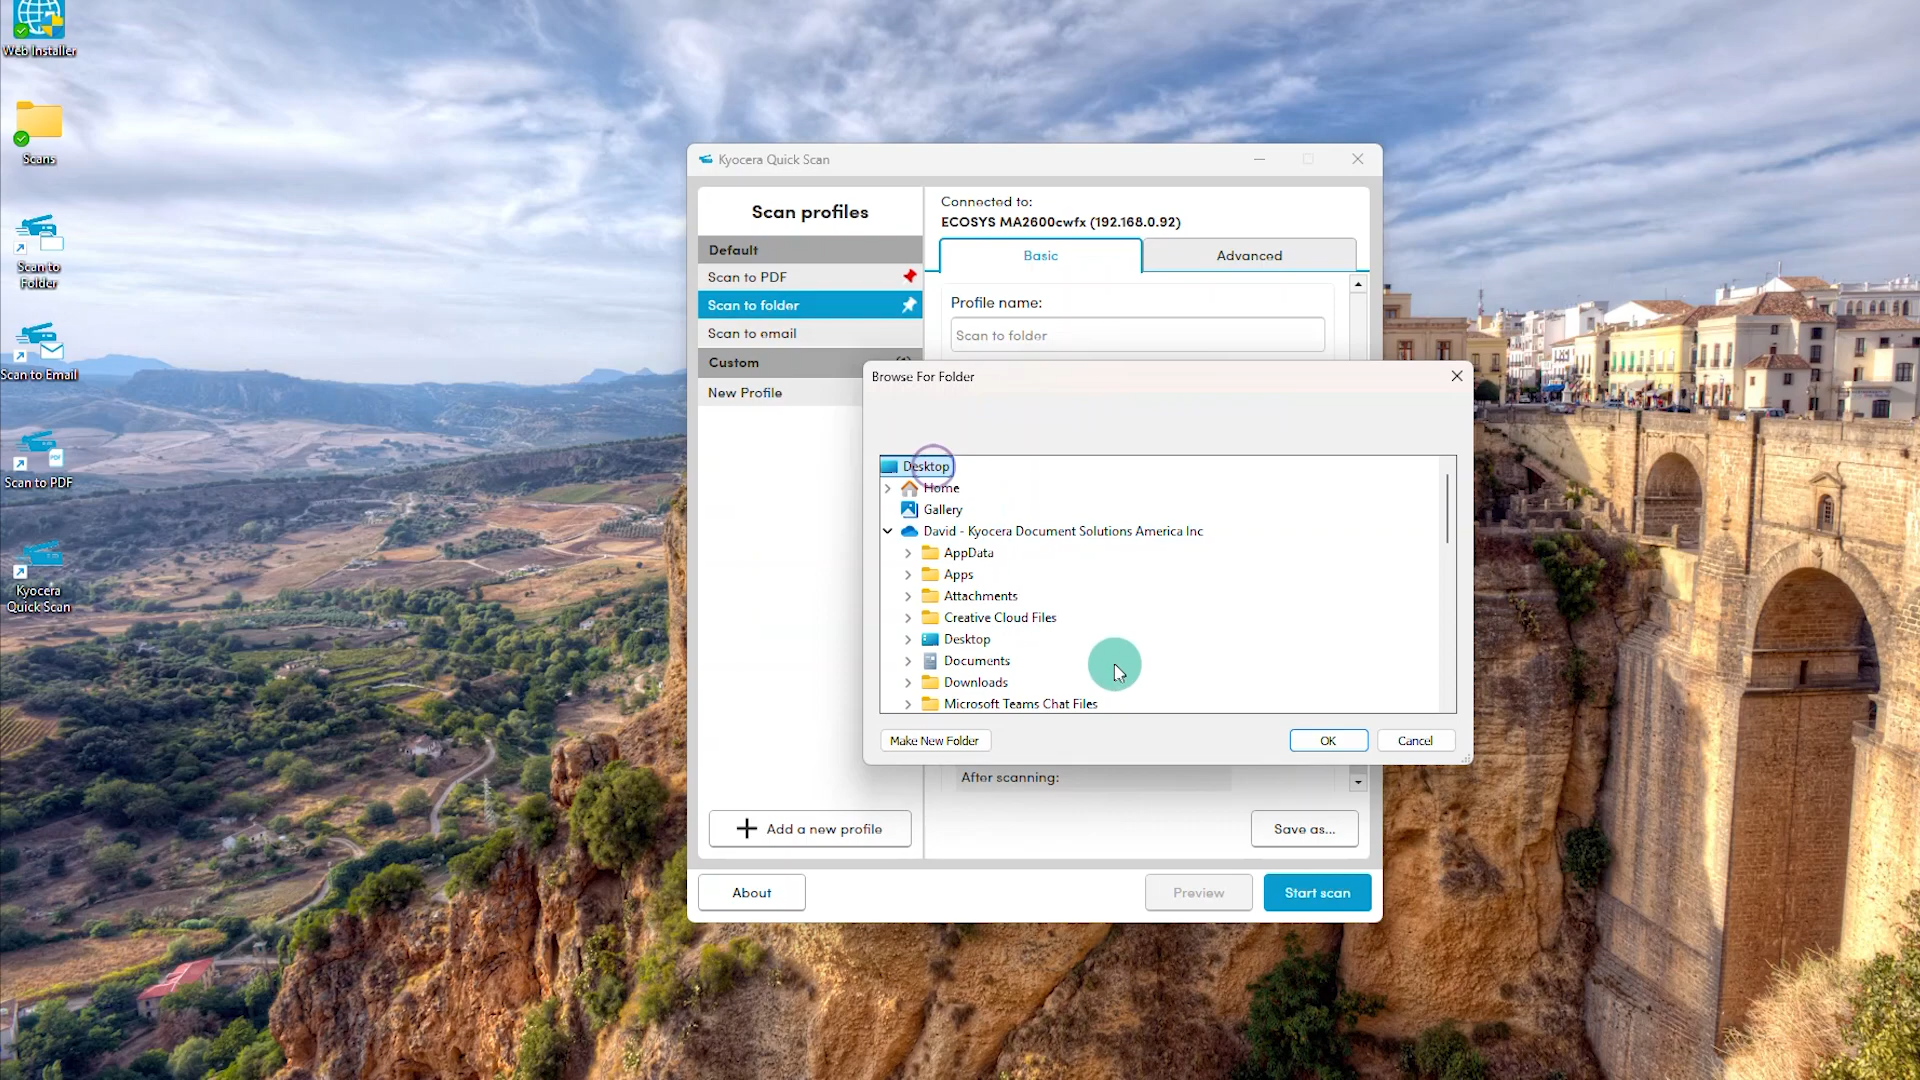 Web Installer
Scans
Scan to
Folder
Scan to Email
Scan to PDF
Kyocera
Quick Scan
Kyocera Quick Scan
Scan profiles
Default
Scan to PDF
Scan to folder
Scan to email
Custom
New Profile
Add a new profile
About
Connected to:
ECOSYS MA2600cwfx (192.168.0.92)
Basic
Advanced
Profile name:
Scan to folder
Browse For Folder
Desktop
Home
Gallery
David - Kyocera Document Solutions America Inc
AppData
Apps
Attachments
Creative Cloud Files
Desktop
Documents
Downloads
Microsoft Teams Chat Files
Make New Folder
OK
Cancel
After scanning:
Save as...
Preview
Start scan